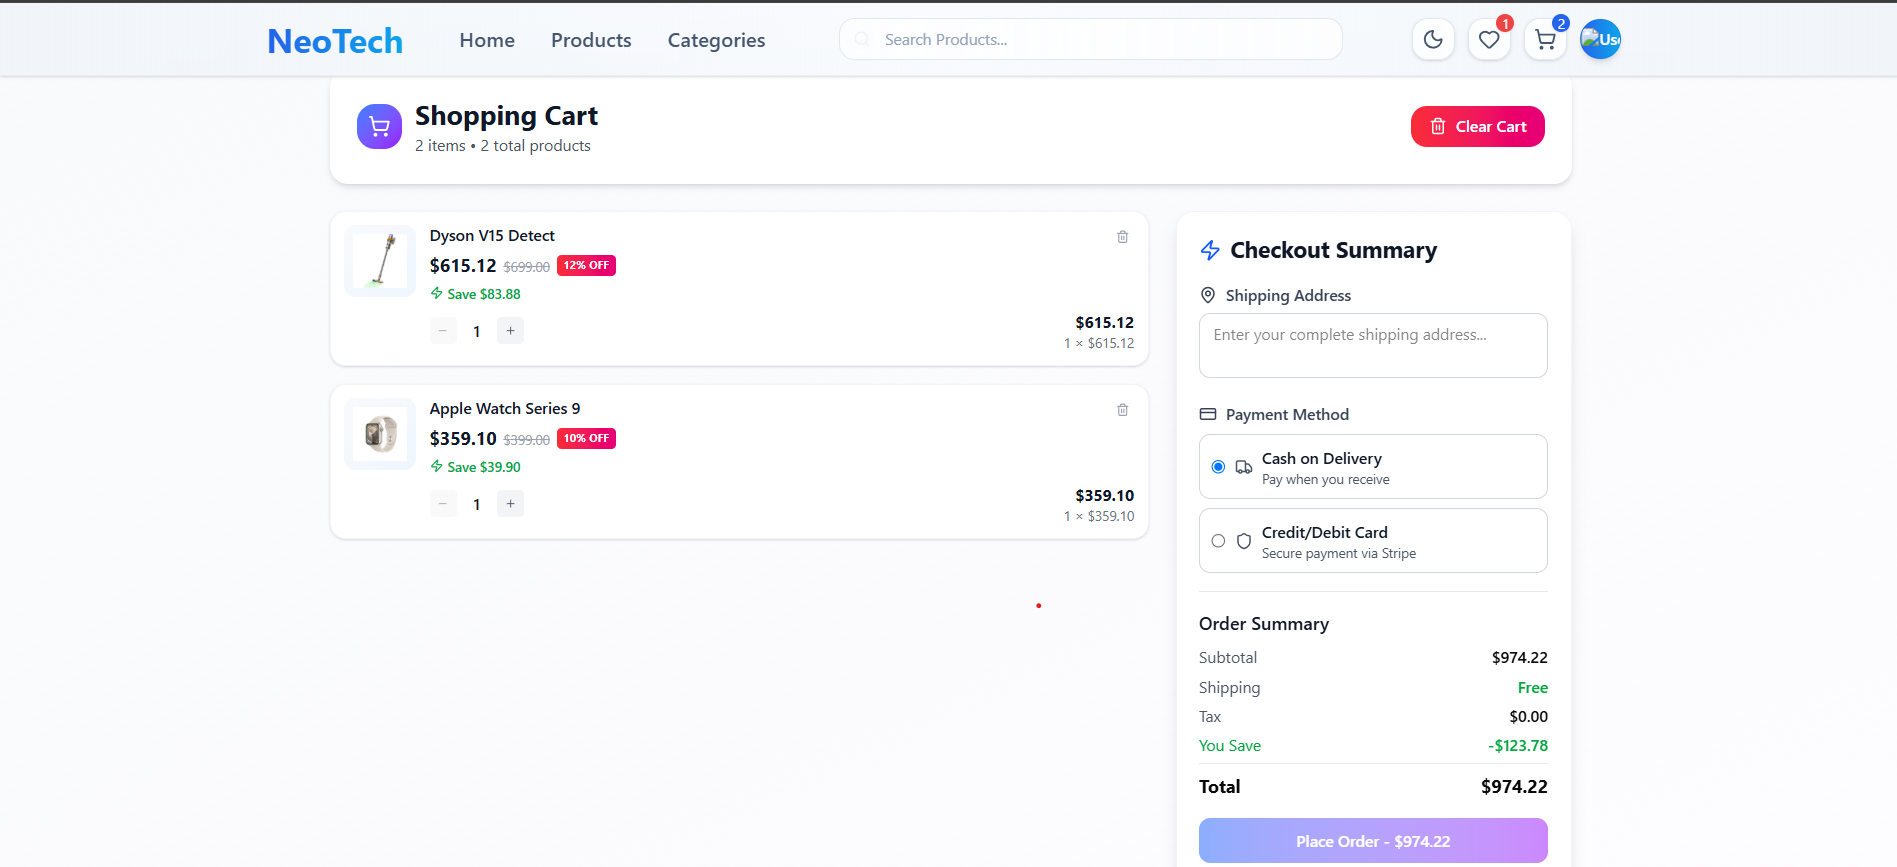 NeoTech Home Products Categories Search Products... 1 2
Shopping Cart
2 items • 2 total products
Clear Cart
Dyson V15 Detect
$615.12 $699.00 12% OFF
Save $83.88
− 1 +
$615.12
1 × $615.12
Apple Watch Series 9
$359.10 $399.00 10% OFF
Save $39.90
− 1 +
$359.10
1 × $359.10
Checkout Summary
Shipping Address
Enter your complete shipping address...
Payment Method
Cash on Delivery
Pay when you receive
Credit/Debit Card
Secure payment via Stripe
Order Summary
Subtotal $974.22
Shipping Free
Tax $0.00
You Save -$123.78
Total $974.22
Place Order - $974.22